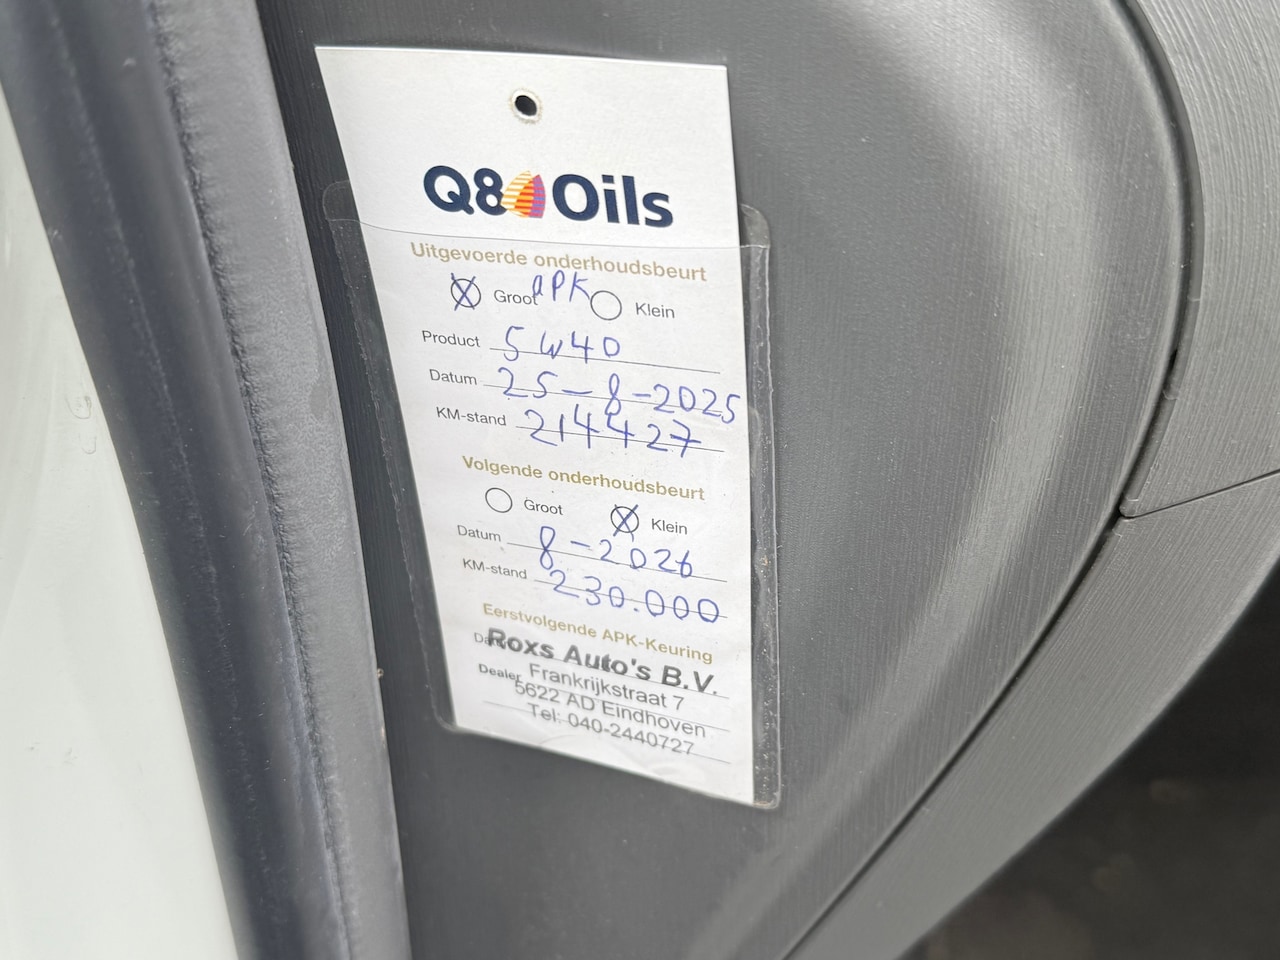 Q8 Oils
Uitgevoerde onderhoudsbeurt
Groot APK Klein
Product 5W40
Datum 25-8-2025
KM-stand 214427
Volgende onderhoudsbeurt
Groot Klein
Datum 8-2026
KM-stand 230.000
Eerstvolgende APK-Keuring
Roxs Auto's B.V.
Dealer Frankrijkstraat 7
5622 AD Eindhoven
Tel: 040-2440727